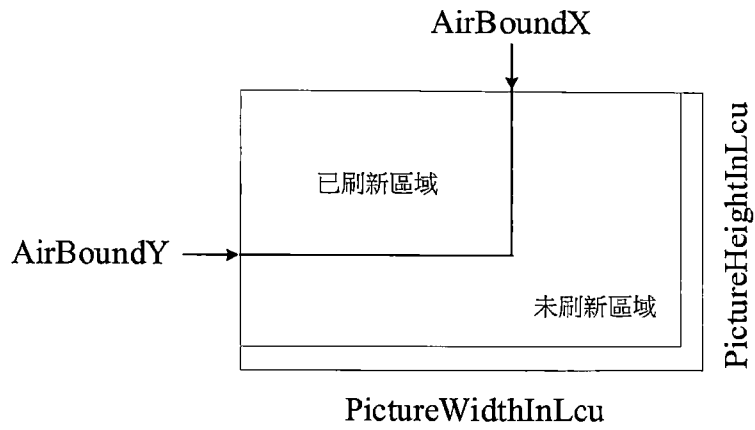 AirBoundX
已刷新區域
AirBoundY
未刷新區域
PictureHeightInLcu
PictureWidthInLcu